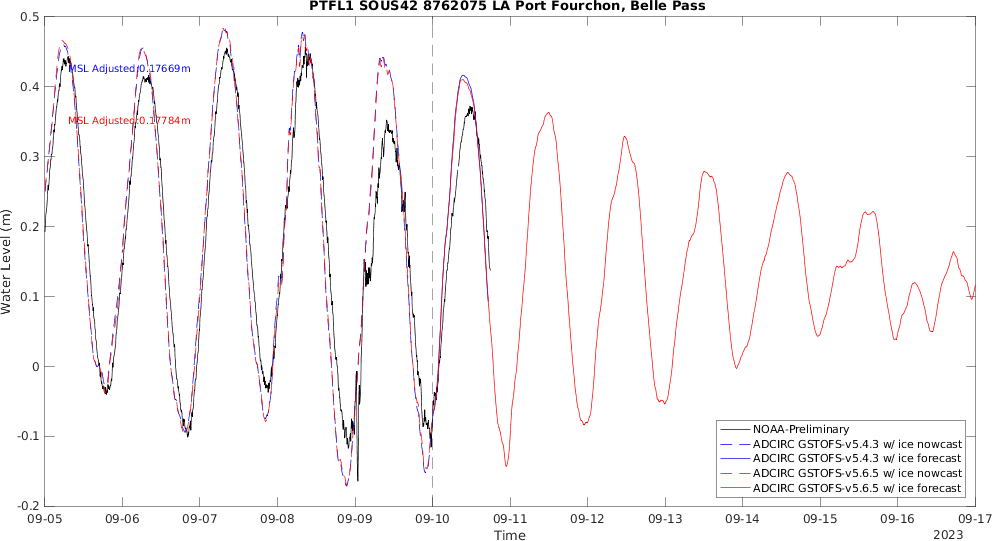 PTFL1 SOUS42 8762075 LA Port Fourchon, Belle Pass
0.5
0.4
0.3
0.2
0.1
0
-0.1
-0.2
Water Level (m)
MSL Adjusted:0.17669m
MSL Adjusted:0.17784m
NOAA-Preliminary
ADCIRC GSTOFS-v5.4.3 w/ ice nowcast
ADCIRC GSTOFS-v5.4.3 w/ ice forecast
ADCIRC GSTOFS-v5.6.5 w/ ice nowcast
ADCIRC GSTOFS-v5.6.5 w/ ice forecast
09-05 09-06 09-07 09-08 09-09 09-10 09-11 09-12 09-13 09-14 09-15 09-16 09-17
Time
2023